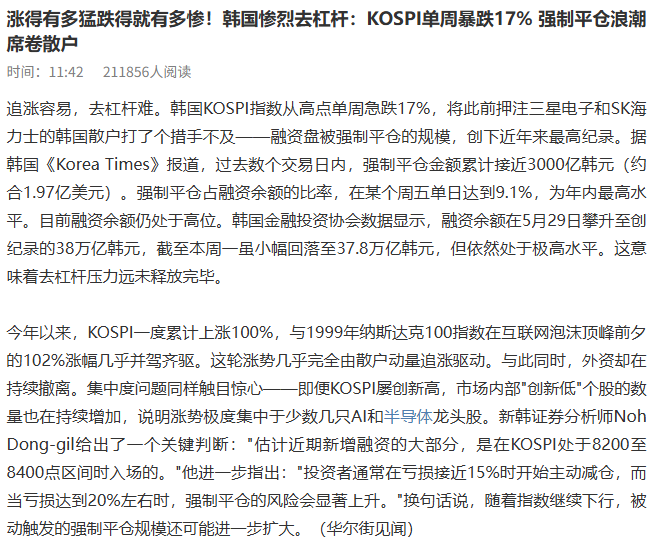 涨得有多猛跌得就有多惨！韩国惨烈去杠杆：KOSPI单周暴跌17% 强制平仓浪潮
席卷散户
时间：11:42 211856人阅读
追涨容易，去杠杆难。韩国KOSPI指数从高点单周急跌17%，将此前押注三星电子和SK海
力士的韩国散户打了个措手不及——融资盘被强制平仓的规模，创下近年来最高纪录。据
韩国《Korea Times》报道，过去数个交易日内，强制平仓金额累计接近3000亿韩元（约
合1.97亿美元）。强制平仓占融资余额的比率，在某个周五单日达到9.1%，为年内最高水
平。目前融资余额仍处于高位。韩国金融投资协会数据显示，融资余额在5月29日攀升至创
纪录的38万亿韩元，截至本周一虽小幅回落至37.8万亿韩元，但依然处于极高水平。这意
味着去杠杆压力远未释放完毕。
今年以来，KOSPI一度累计上涨100%，与1999年纳斯达克100指数在互联网泡沫顶峰前夕
的102%涨幅几乎并驾齐驱。这轮涨势几乎完全由散户动量追涨驱动。与此同时，外资却在
持续撤离。集中度问题同样触目惊心——即便KOSPI屡创新高，市场内部"创新低"个股的数
量也在持续增加，说明涨势极度集中于少数几只AI和半导体龙头股。新韩证券分析师Noh
Dong-gil给出了一个关键判断："估计近期新增融资的大部分，是在KOSPI处于8200至
8400点区间时入场的。"他进一步指出："投资者通常在亏损接近15%时开始主动减仓，而
当亏损达到20%左右时，强制平仓的风险会显著上升。"换句话说，随着指数继续下行，被
动触发的强制平仓规模还可能进一步扩大。（华尔街见闻）